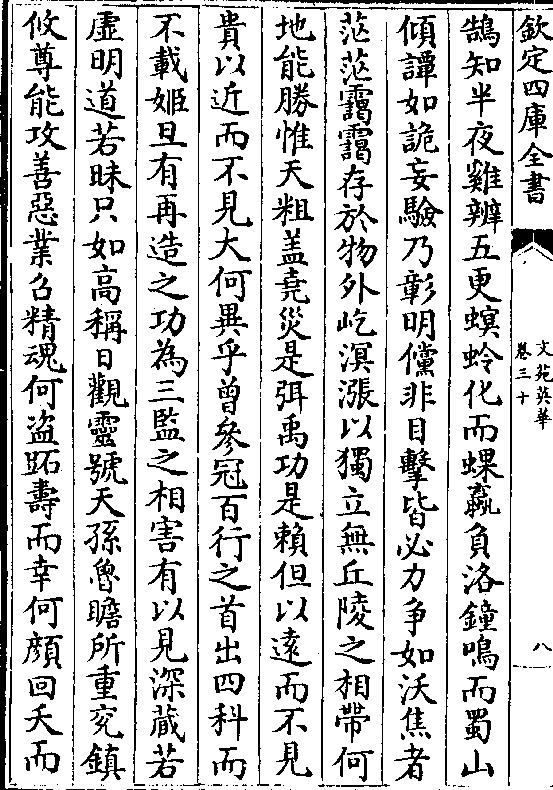 欽定四庫全書
文苑英華
卷三十
八
鵠知半夜雞辨五更螟蛉化而蜾蠃負洛鐘鳴而蜀山
傾譚如詭妄驗乃彰明儻非目擊皆必力争如沃焦者
茫茫靄靄存於物外屹溟漲以獨立無丘陵之相帶何
地能勝惟天粗盖堯災是弭禹功是賴但以逺而不見
貴以近而不見大何異乎曾參冠百行之首出四科而
不載姬旦有再造之功為三監之相害有以見深藏若
虚明道若昧只如高稱日觀靈號天孫魯瞻所重兖鎮
攸尊能攻善惡業召精魂何盜跖壽而幸何顔回夭而